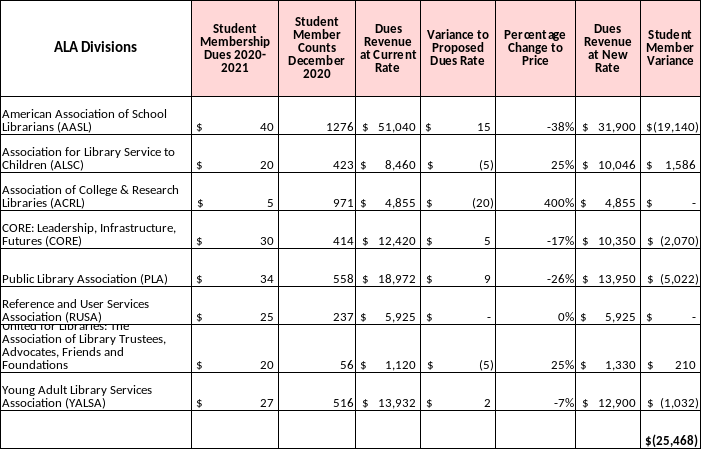 ALA Divisions
Student Membership Dues 2020-2021
Student Member Counts December 2020
Dues Revenue at Current Rate
Variance to Proposed Dues Rate
Percentage Change to Price
Dues Revenue at New Rate
Student Member Variance
American Association of School
Librarians (AASL) $ 40 1276 $ 51,040 $ 15 -38% $ 31,900 $(19,140)
Association for Library Service to
Children (ALSC) $ 20 423 $ 8,460 $ (5) 25% $ 10,046 $ 1,586
Association of College & Research
Libraries (ACRL) $ 5 971 $ 4,855 $ (20) 400% $ 4,855 $ -
CORE: Leadership, Infrastructure,
Futures (CORE) $ 30 414 $ 12,420 $ 5 -17% $ 10,350 $ (2,070)
Public Library Association (PLA) $ 34 558 $ 18,972 $ 9 -26% $ 13,950 $ (5,022)
Reference and User Services
Association (RUSA) $ 25 237 $ 5,925 $ - 0% $ 5,925 $ -
United for Libraries: The
Association of Library Trustees,
Advocates, Friends and
Foundations $ 20 56 $ 1,120 $ (5) 25% $ 1,330 $ 210
Young Adult Library Services
Association (YALSA) $ 27 516 $ 13,932 $ 2 -7% $ 12,900 $ (1,032)
$(25,468)